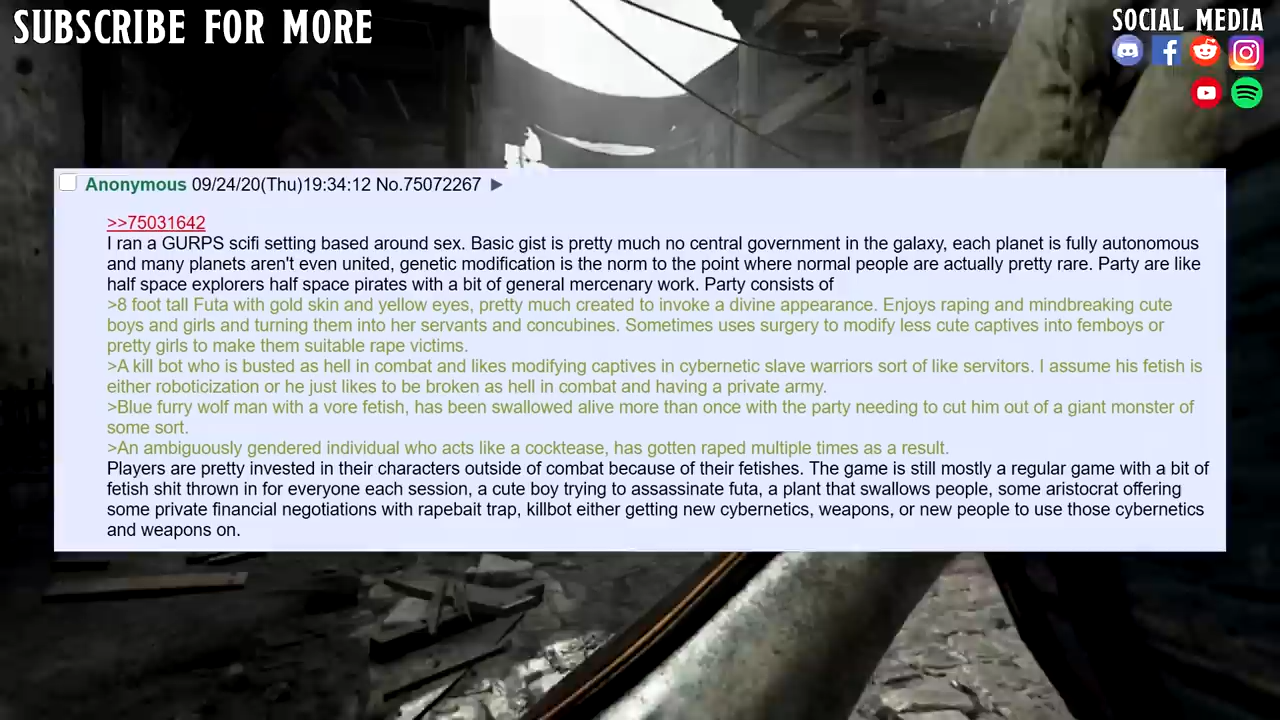 SUBSCRIBE FOR MORE
SOCIAL MEDIA
Anonymous 09/24/20(Thu)19:34:12 No.75072267
>>75031642
I ran a GURPS scifi setting based around sex. Basic gist is pretty much no central government in the galaxy, each planet is fully autonomous
and many planets aren't even united, genetic modification is the norm to the point where normal people are actually pretty rare. Party are like
half space explorers half space pirates with a bit of general mercenary work. Party consists of
>8 foot tall Futa with gold skin and yellow eyes, pretty much created to invoke a divine appearance. Enjoys raping and mindbreaking cute
boys and girls and turning them into her servants and concubines. Sometimes uses surgery to modify less cute captives into femboys or
pretty girls to make them suitable rape victims.
>A kill bot who is busted as hell in combat and likes modifying captives in cybernetic slave warriors sort of like servitors. I assume his fetish is
either roboticization or he just likes to be broken as hell in combat and having a private army.
>Blue furry wolf man with a vore fetish, has been swallowed alive more than once with the party needing to cut him out of a giant monster of
some sort.
>An ambiguously gendered individual who acts like a cocktease, has gotten raped multiple times as a result.
Players are pretty invested in their characters outside of combat because of their fetishes. The game is still mostly a regular game with a bit of
fetish shit thrown in for everyone each session, a cute boy trying to assassinate futa, a plant that swallows people, some aristocrat offering
some private financial negotiations with rapebait trap, killbot either getting new cybernetics, weapons, or new people to use those cybernetics
and weapons on.